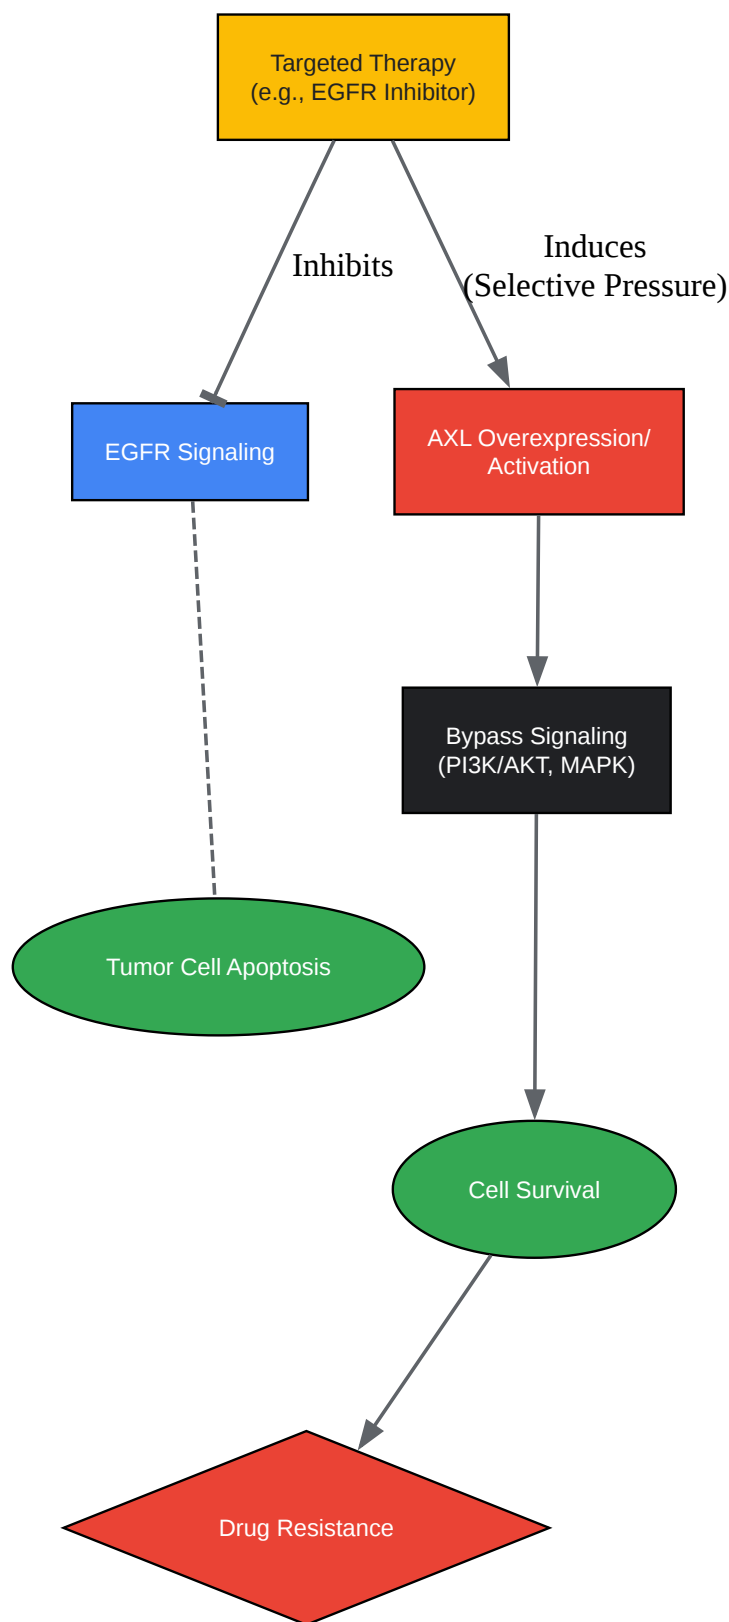 Targeted Therapy
(e.g., EGFR Inhibitor)
Inhibits
Induces
(Selective Pressure)
EGFR Signaling
AXL Overexpression/
Activation
Bypass Signaling
(PI3K/AKT, MAPK)
Tumor Cell Apoptosis
Cell Survival
Drug Resistance